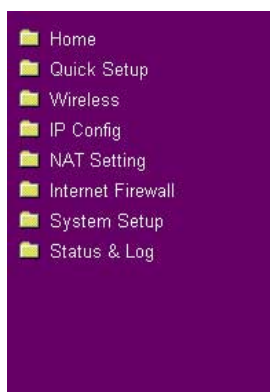 Home
Quick Setup
Wireless
IP Config
NAT Setting
Internet Firewall
System Setup
Status & Log